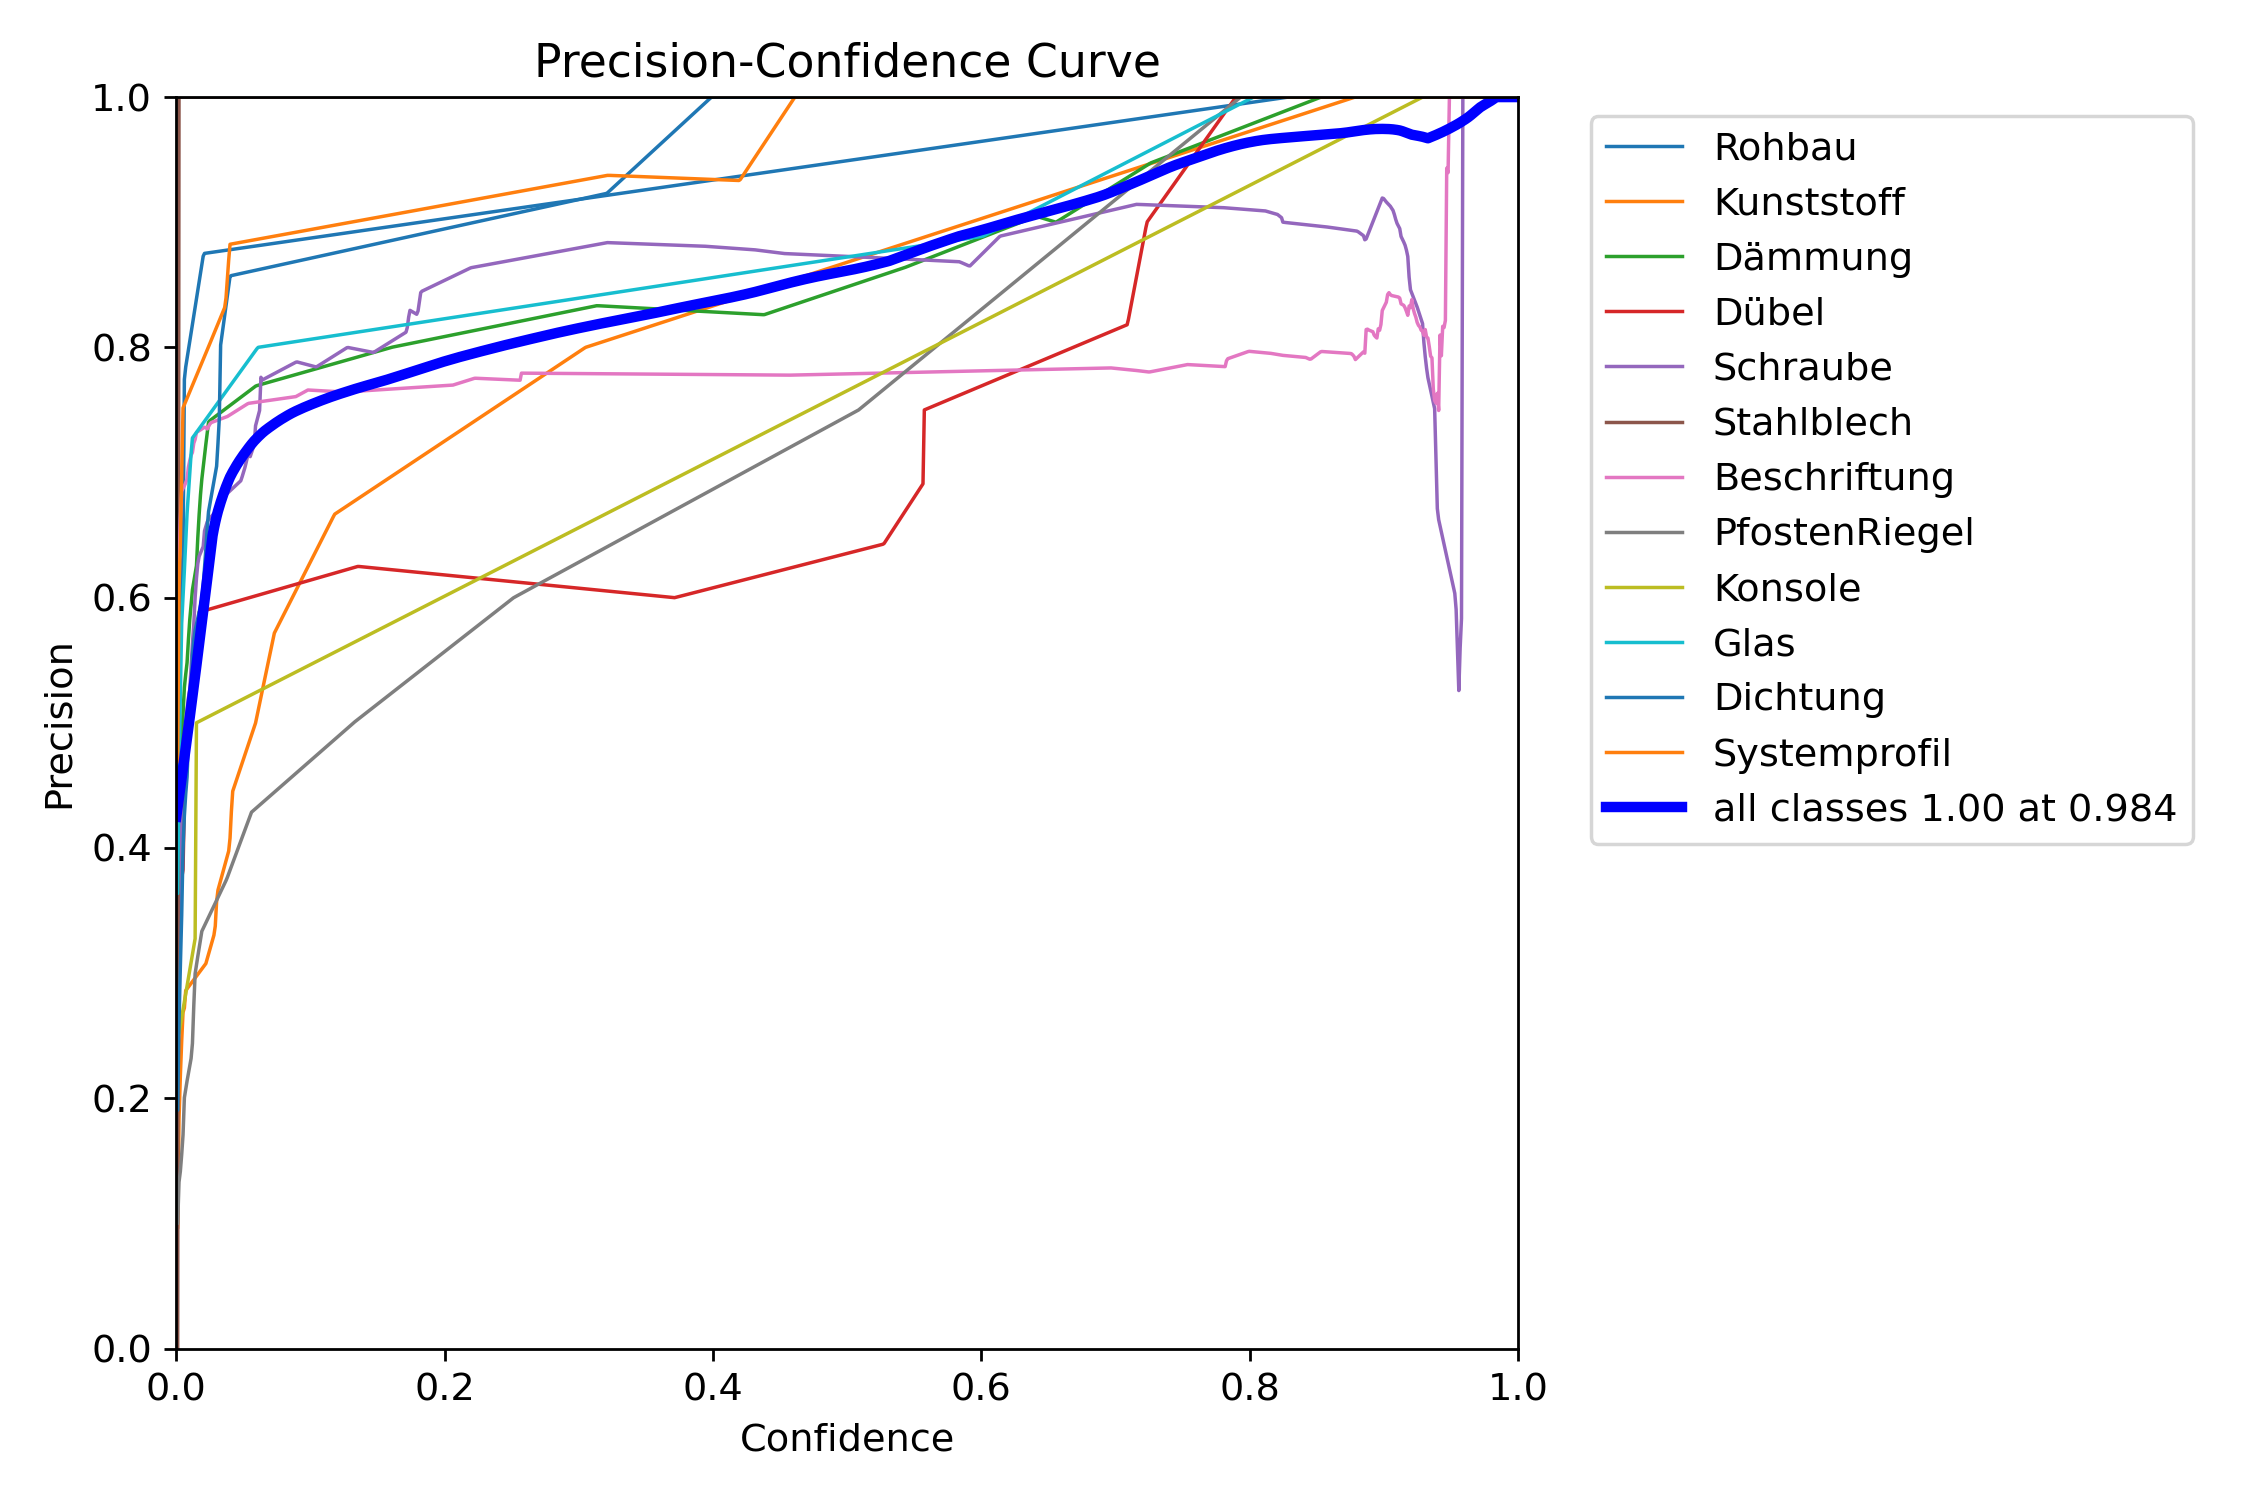 Precision-Confidence Curve
1.0
0.8
0.6
0.4
0.2
0.0
Precision
0.0 0.2 0.4 0.6 0.8 1.0
Confidence
Rohbau
Kunststoff
Dämmung
Dübel
Schraube
Stahlblech
Beschriftung
PfostenRiegel
Konsole
Glas
Dichtung
Systemprofil
all classes 1.00 at 0.984